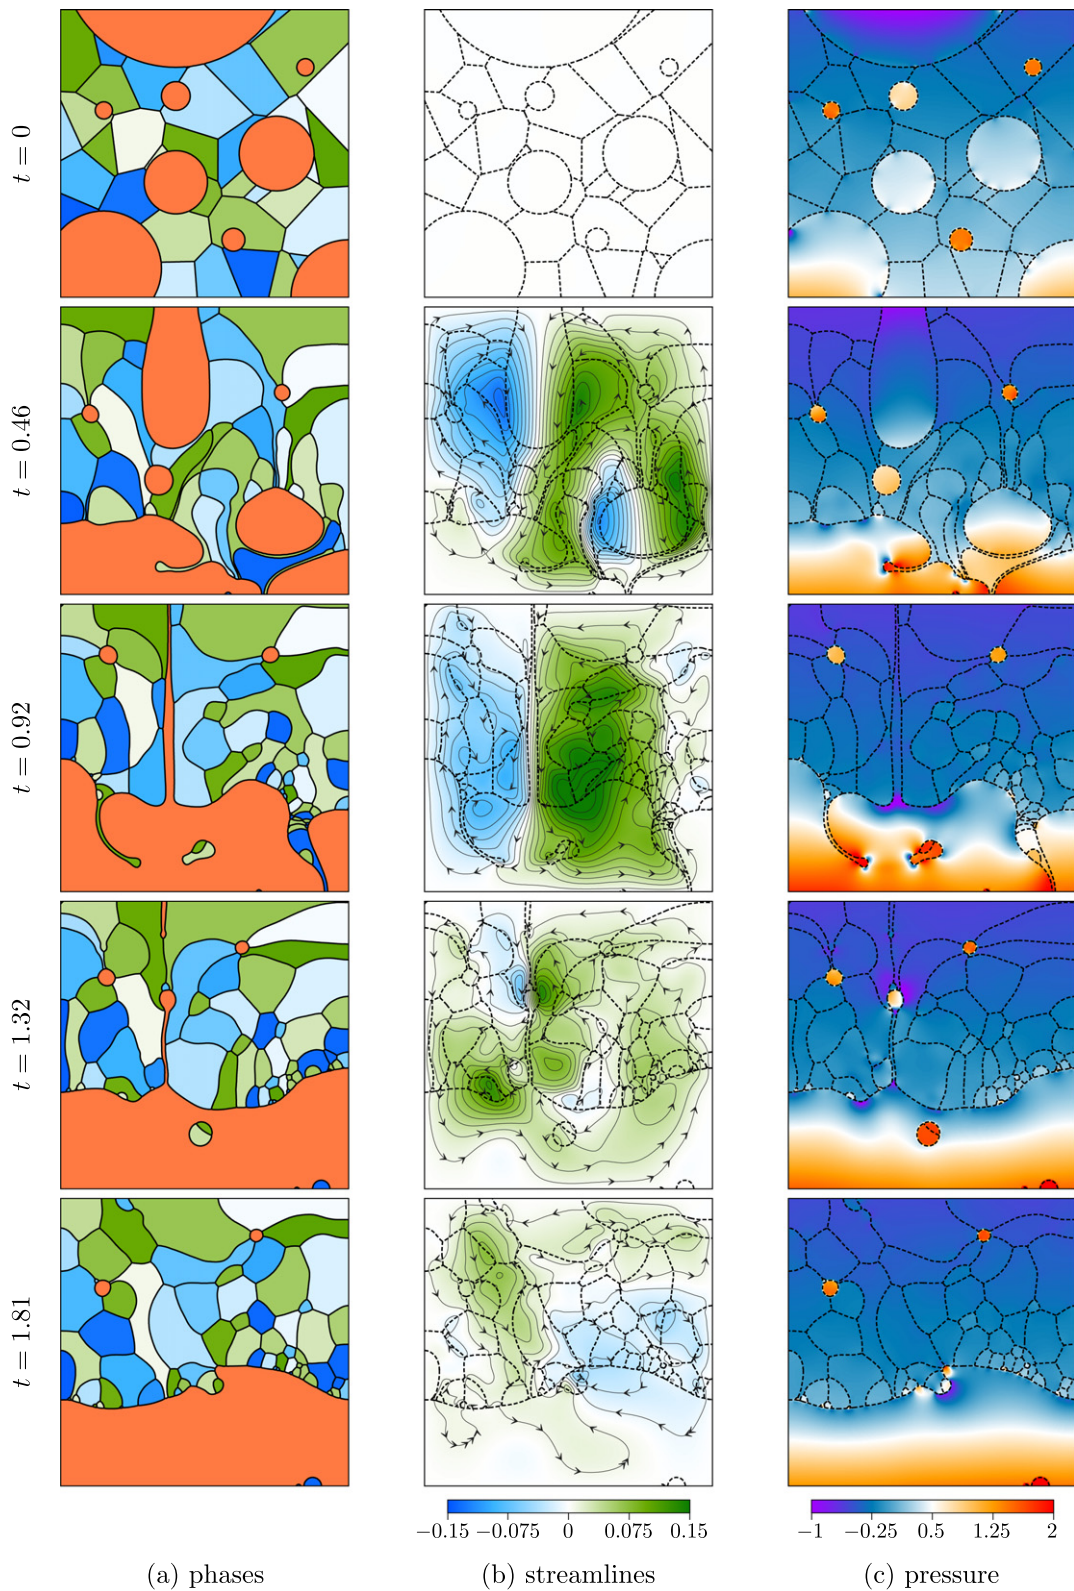 t = 0
t = 0.46
t = 0.92
t = 1.32
t = 1.81
−0.15 −0.075 0 0.075 0.15
−1 −0.25 0.5 1.25 2
(a) phases (b) streamlines (c) pressure